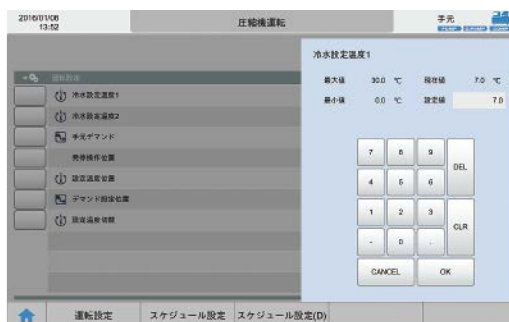 2016/01/06
13:52
圧縮機運転
手元
冷水設定温度1
運転設定
冷水設定温度1
冷水設定温度2
手元デマンド
発停操作位置
設定温度位置
デマンド設定位置
設定温度切替
最大値 30.0 ℃ 現在値 7.0 ℃
最小値 0.0 ℃ 設定値 7.0
7 8 9 DEL
4 5 6
1 2 3 CLR
- 0 .
CANCEL OK
運転設定 スケジュール設定 スケジュール設定(D)